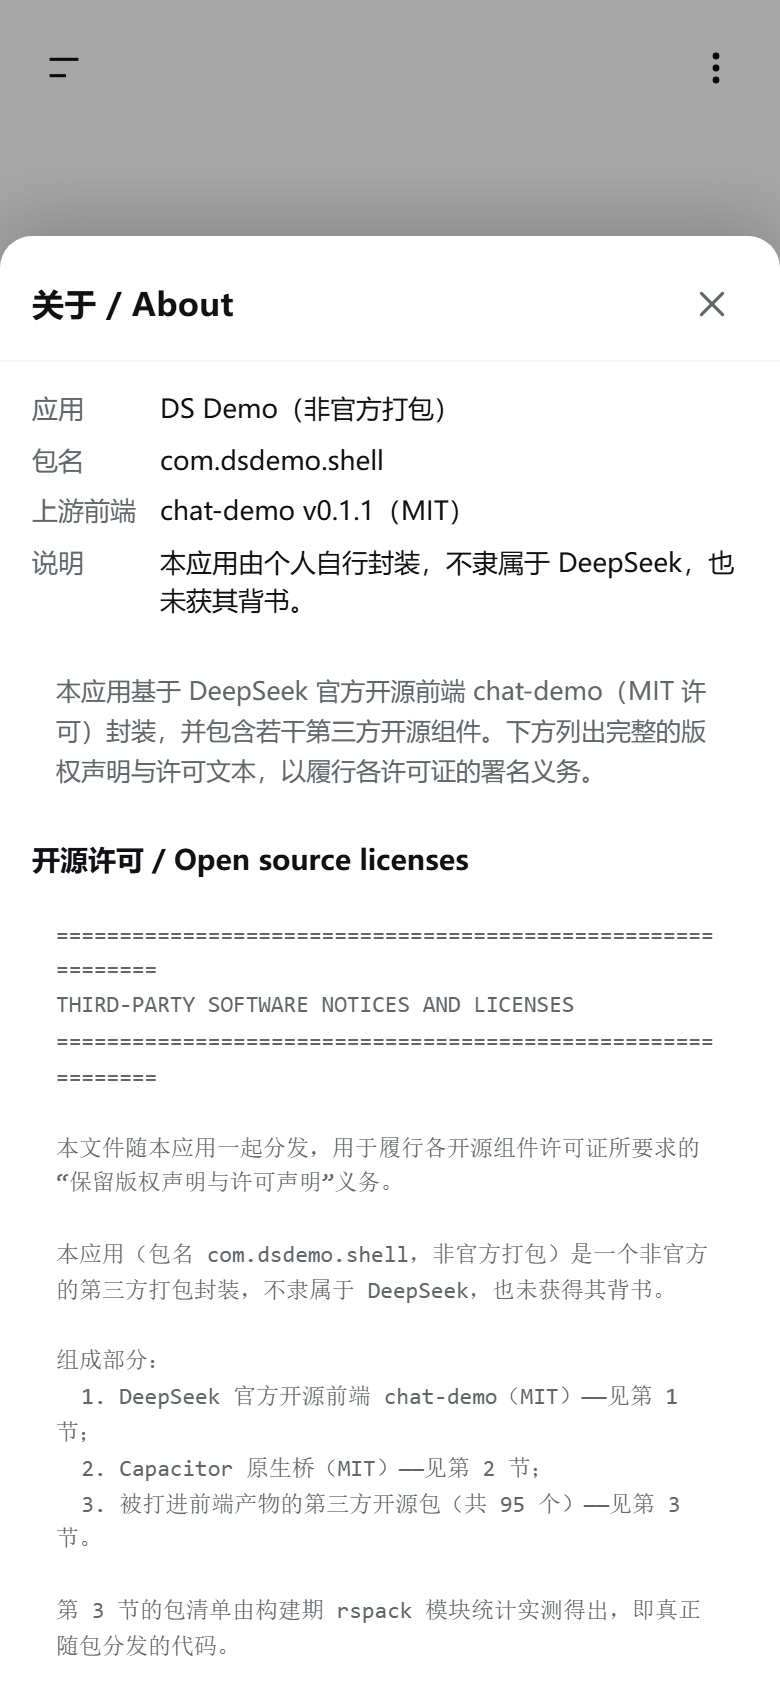 关于 / About
应用 DS Demo（非官方打包）
包名 com.dsdemo.shell
上游前端 chat-demo v0.1.1（MIT）
说明 本应用由个人自行封装，不隶属于 DeepSeek，也
未获其背书。
本应用基于 DeepSeek 官方开源前端 chat-demo（MIT 许
可）封装，并包含若干第三方开源组件。下方列出完整的版
权声明与许可文本，以履行各许可证的署名义务。
开源许可 / Open source licenses
====================================================
========
THIRD-PARTY SOFTWARE NOTICES AND LICENSES
====================================================
========
本文件随本应用一起分发，用于履行各开源组件许可证所要求的
“保留版权声明与许可声明”义务。
本应用（包名 com.dsdemo.shell，非官方打包）是一个非官方
的第三方打包封装，不隶属于 DeepSeek，也未获得其背书。
组成部分：
1. DeepSeek 官方开源前端 chat-demo（MIT）——见第 1
节；
2. Capacitor 原生桥（MIT）——见第 2 节；
3. 被打进前端产物的第三方开源包（共 95 个）——见第 3
节。
第 3 节的包清单由构建期 rspack 模块统计实测得出，即真正
随包分发的代码。